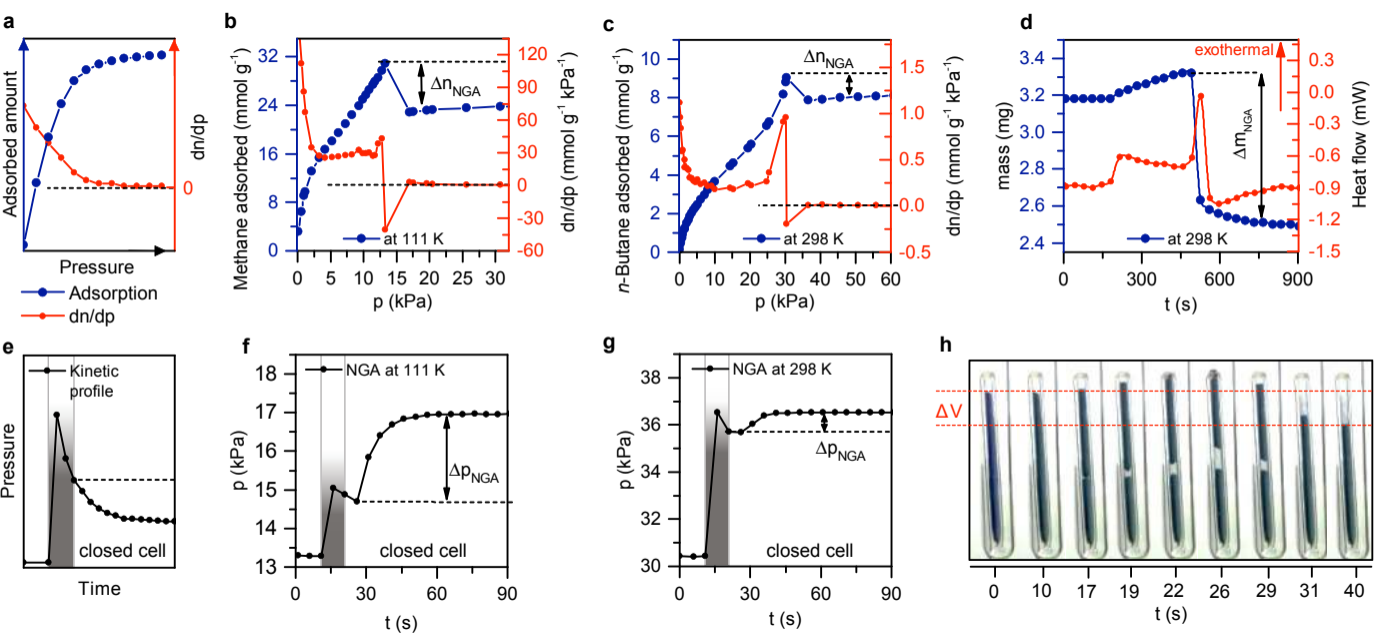 a
Adsorbed amount
dn/dp
0
Pressure
Adsorption
dn/dp
b
Methane adsorbed (mmol g⁻¹)
32
24
16
8
0
ΔnNGA
at 111 K
120
90
60
30
0
-30
-60
dn/dp (mmol g⁻¹ kPa⁻¹)
0 5 10 15 20 25 30
p (kPa)
c
n-Butane adsorbed (mmol g⁻¹)
10
8
6
4
2
0
ΔnNGA
at 298 K
1.5
1.0
0.5
0.0
-0.5
dn/dp (mmol g⁻¹ kPa⁻¹)
0 10 20 30 40 50 60
p (kPa)
d
mass (mg)
3.4
3.2
3.0
2.8
2.6
2.4
exothermal
ΔmNGA
at 298 K
0.3
0.0
-0.3
-0.6
-0.9
-1.2
-1.5
Heat flow (mW)
0 300 600 900
t (s)
e
Pressure
Kinetic
profile
closed cell
Time
f
p (kPa)
18
17
16
15
14
13
NGA at 111 K
ΔpNGA
closed cell
0 30 60 90
t (s)
g
p (kPa)
38
36
34
32
30
NGA at 298 K
ΔpNGA
closed cell
0 30 60 90
t (s)
h
ΔV
0 10 17 19 22 26 29 31 40
t (s)